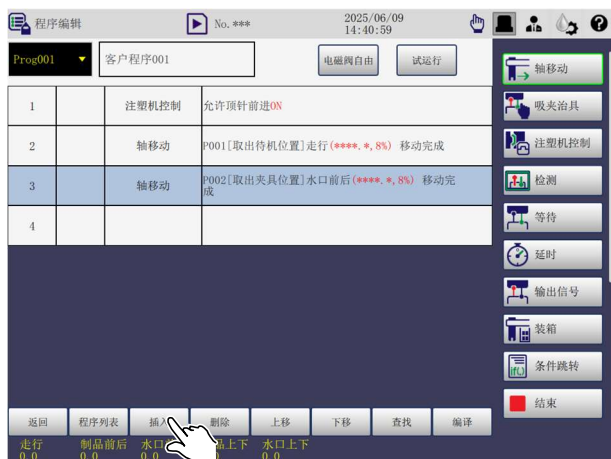 程序编辑
No. ***
2025/06/09
14:40:59
Prog001
客户程序001
电磁阀自由
试运行
1 注塑机控制 允许顶针前进ON
2 轴移动 P001[取出待机位置]走行(****.*,8%) 移动完成
3 轴移动 P002[取出夹具位置]水口前后(****.*,8%) 移动完
成
4
轴移动
吸夹治具
注塑机控制
检测
等待
延时
输出信号
装箱
if()
条件跳转
结束
返回 程序列表 插入 删除 上移 下移 查找 编译
走行 制品前后 水口 品上下 水口上下
0.0 0.0 0.0 0.0